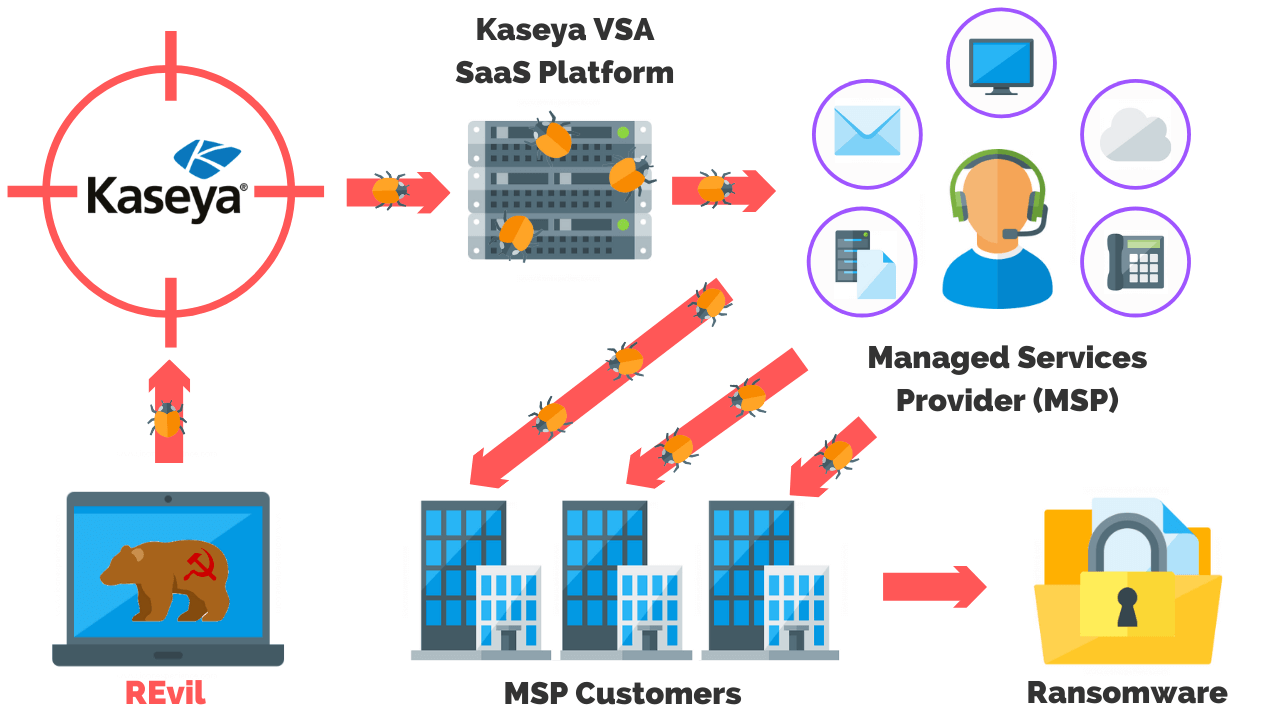 Kaseya VSA
SaaS Platform
Kaseya®
Managed Services
Provider (MSP)
REvil
MSP Customers
Ransomware